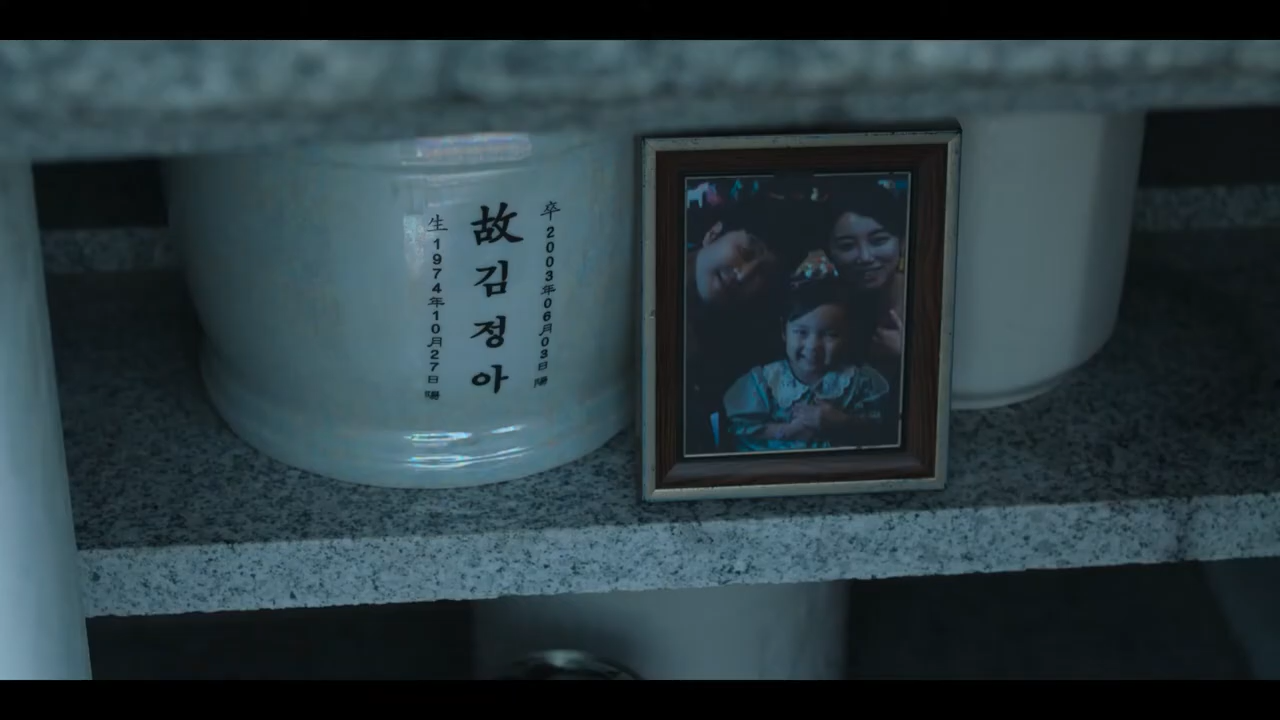 卒2003年06月03日 陽
故김정아
生1974年10月27日 陽